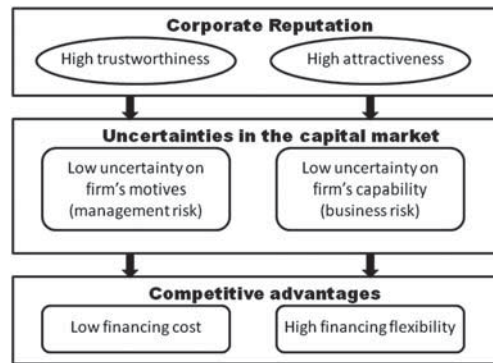 Corporate Reputation
High trustworthiness
High attractiveness
Uncertainties in the capital market
Low uncertainty on
firm's motives
(management risk)
Low uncertainty on
firm's capability
(business risk)
Competitive advantages
Low financing cost
High financing flexibility